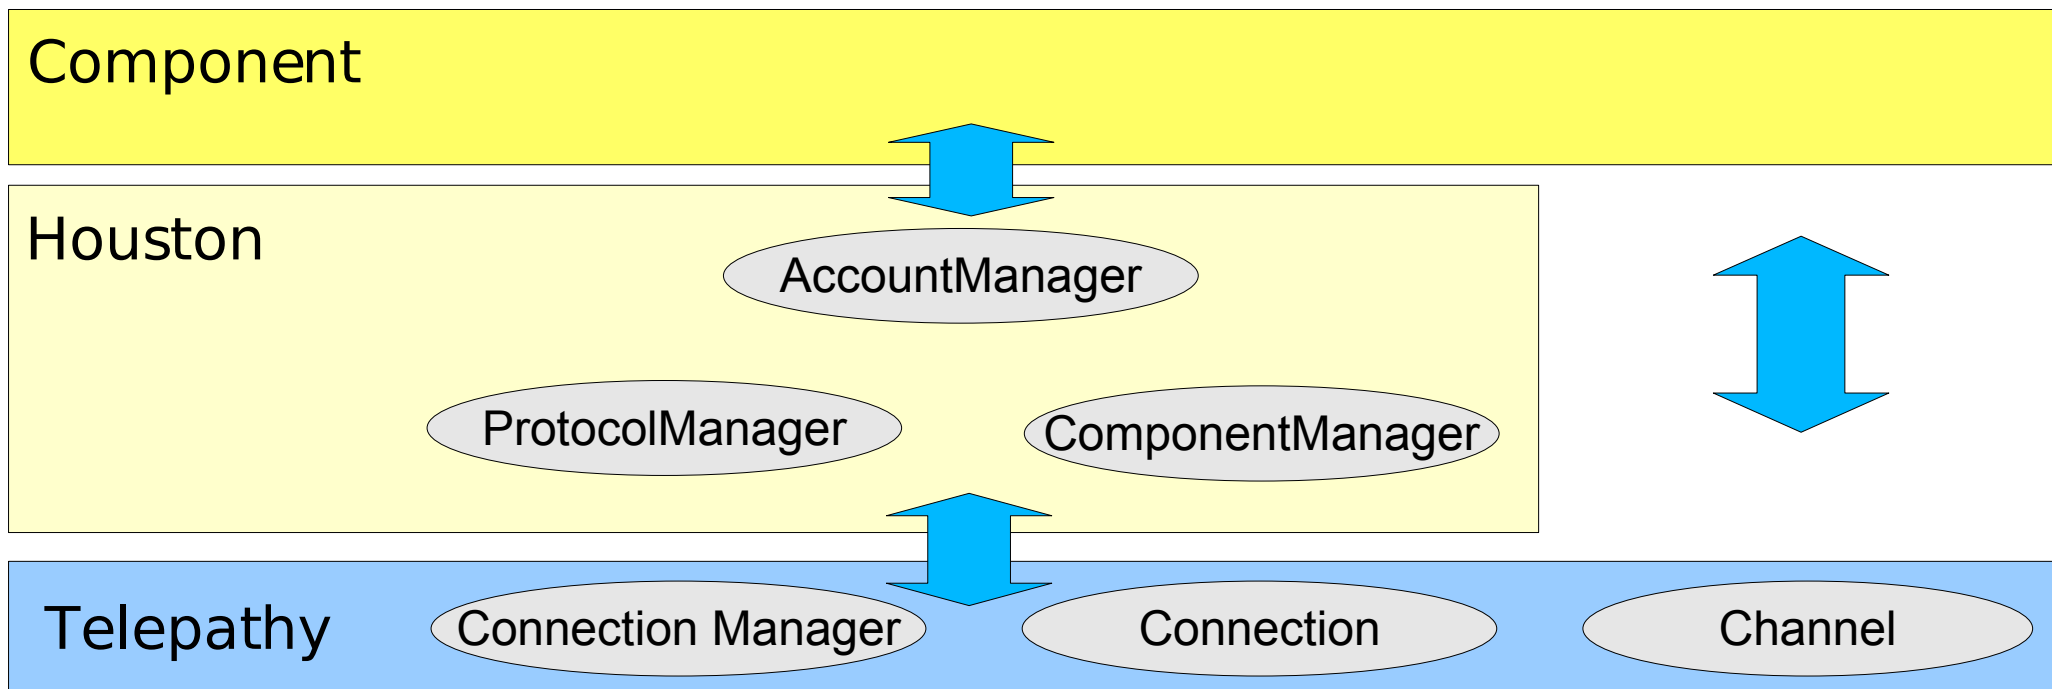 Component
Houston
AccountManager
ProtocolManager
ComponentManager
Telepathy
Connection Manager
Connection
Channel